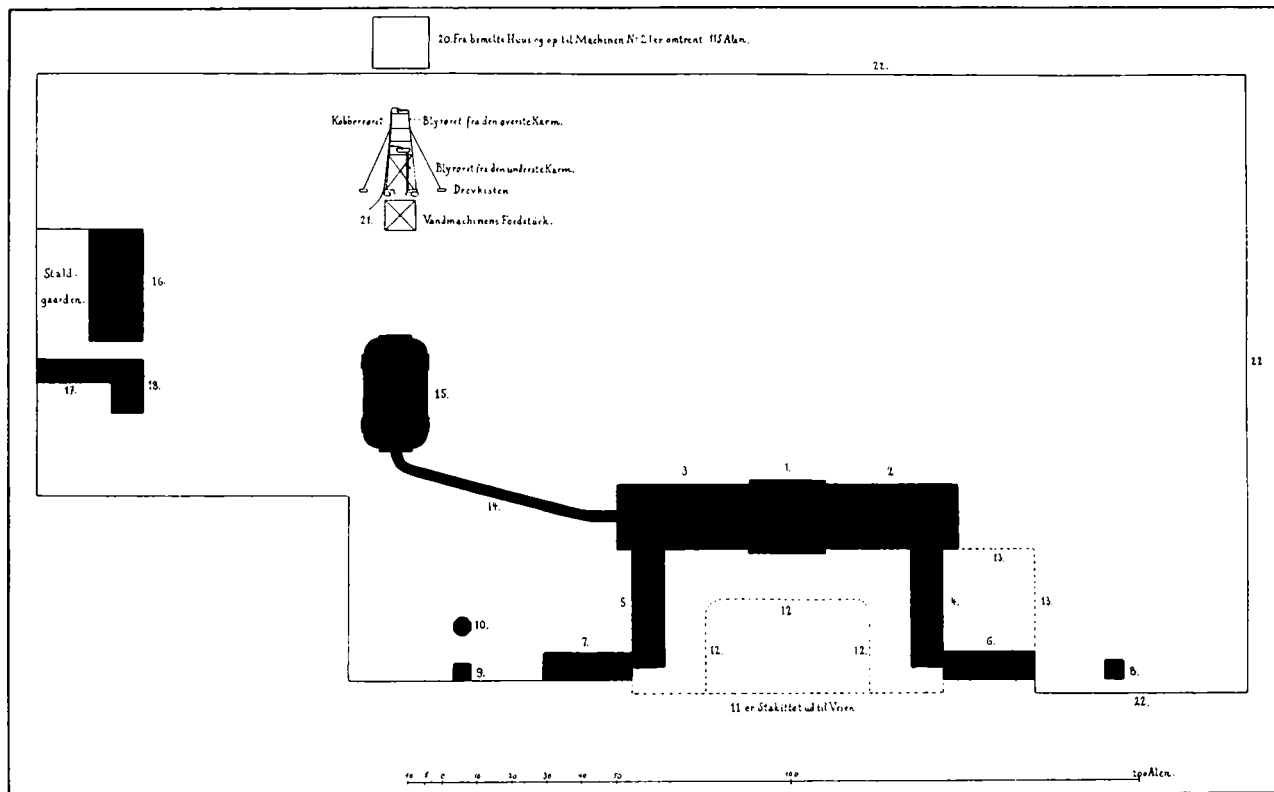 20. Fra bemelte Huus og op til Machinen No 21 er omtrent 115 Alen.
22.
Kobberrøret
Blyrøret fra den øverste Karm.
Blyrøret fra den underste Karm.
Drevkisten
21.
Vandmachinens Fordstück.
Stald-
gaarden.
16.
22
17.
18.
15.
3
1.
2
14.
13.
5
12
4.
13.
10.
7.
12.
12.
6.
9.
8.
11 er Stakittet ud til Veien
22.
10 5 0 10 20 30 40 50 100 200 Alen.